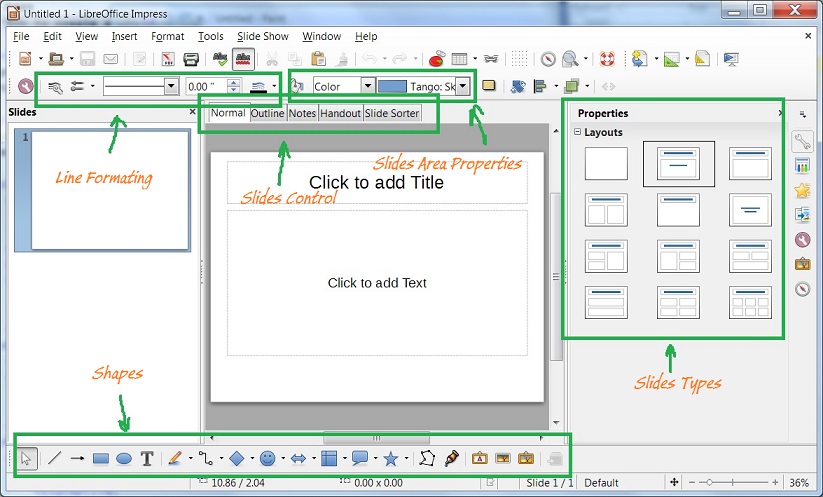 Untitled 1 - LibreOffice Impress
File Edit View Insert Format Tools Slide Show Window Help
0.00 " Color Tango: Sk
Slides
Normal Outline Notes Handout Slide Sorter
Properties
Layouts
1
Line Formating
Slides Area Properties
Click to add Title
Slides Control
Click to add Text
Shapes
Slides Types
10.86 / 2.04 0.00 x 0.00 Slide 1 / 1 Default 36%